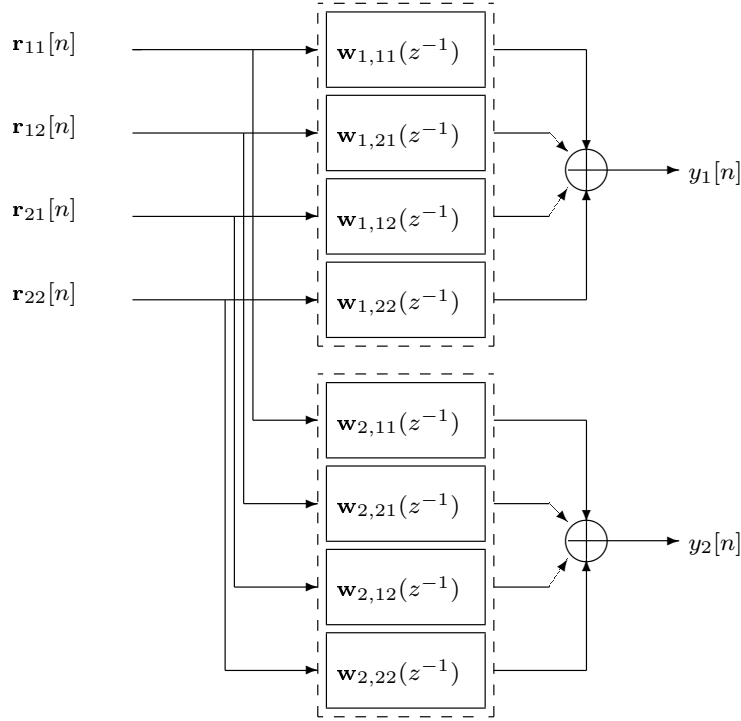 r₁₁[n]
w₁,₁₁(z⁻¹)
r₁₂[n]
w₁,₂₁(z⁻¹)
y₁[n]
r₂₁[n]
w₁,₁₂(z⁻¹)
r₂₂[n]
w₁,₂₂(z⁻¹)
w₂,₁₁(z⁻¹)
w₂,₂₁(z⁻¹)
y₂[n]
w₂,₁₂(z⁻¹)
w₂,₂₂(z⁻¹)